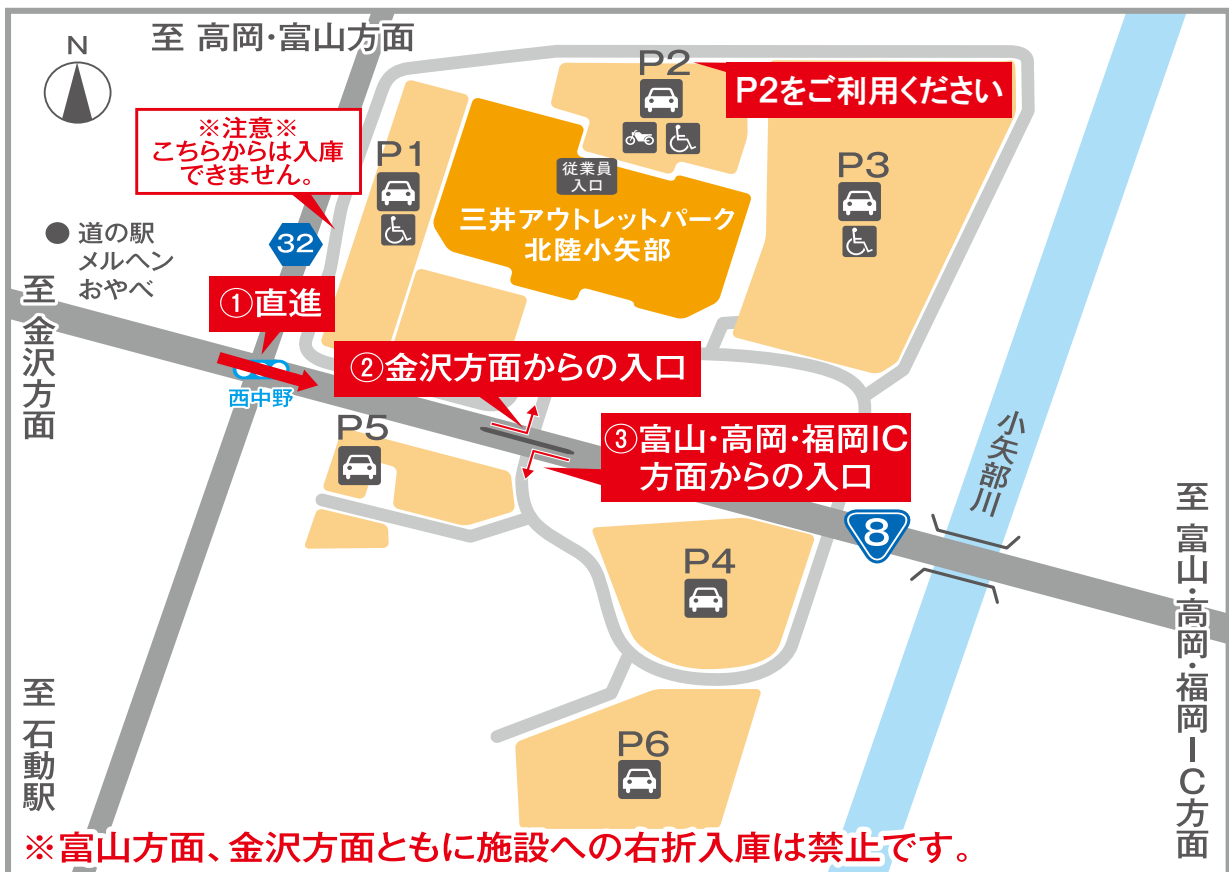 N
至 高岡・富山方面
※注意※
こちらからは入庫
できません。
P1
P2
P2をご利用ください
P3
従業員
入口
三井アウトレットパーク
北陸小矢部
32
● 道の駅
メルヘン
おやべ
至 金沢方面
①直進
西中野
②金沢方面からの入口
③富山・高岡・福岡IC
方面からの入口
P5
小矢部川
8
P4
至 富山・高岡・福岡IC方面
至 石動駅
P6
※富山方面、金沢方面ともに施設への右折入庫は禁止です。